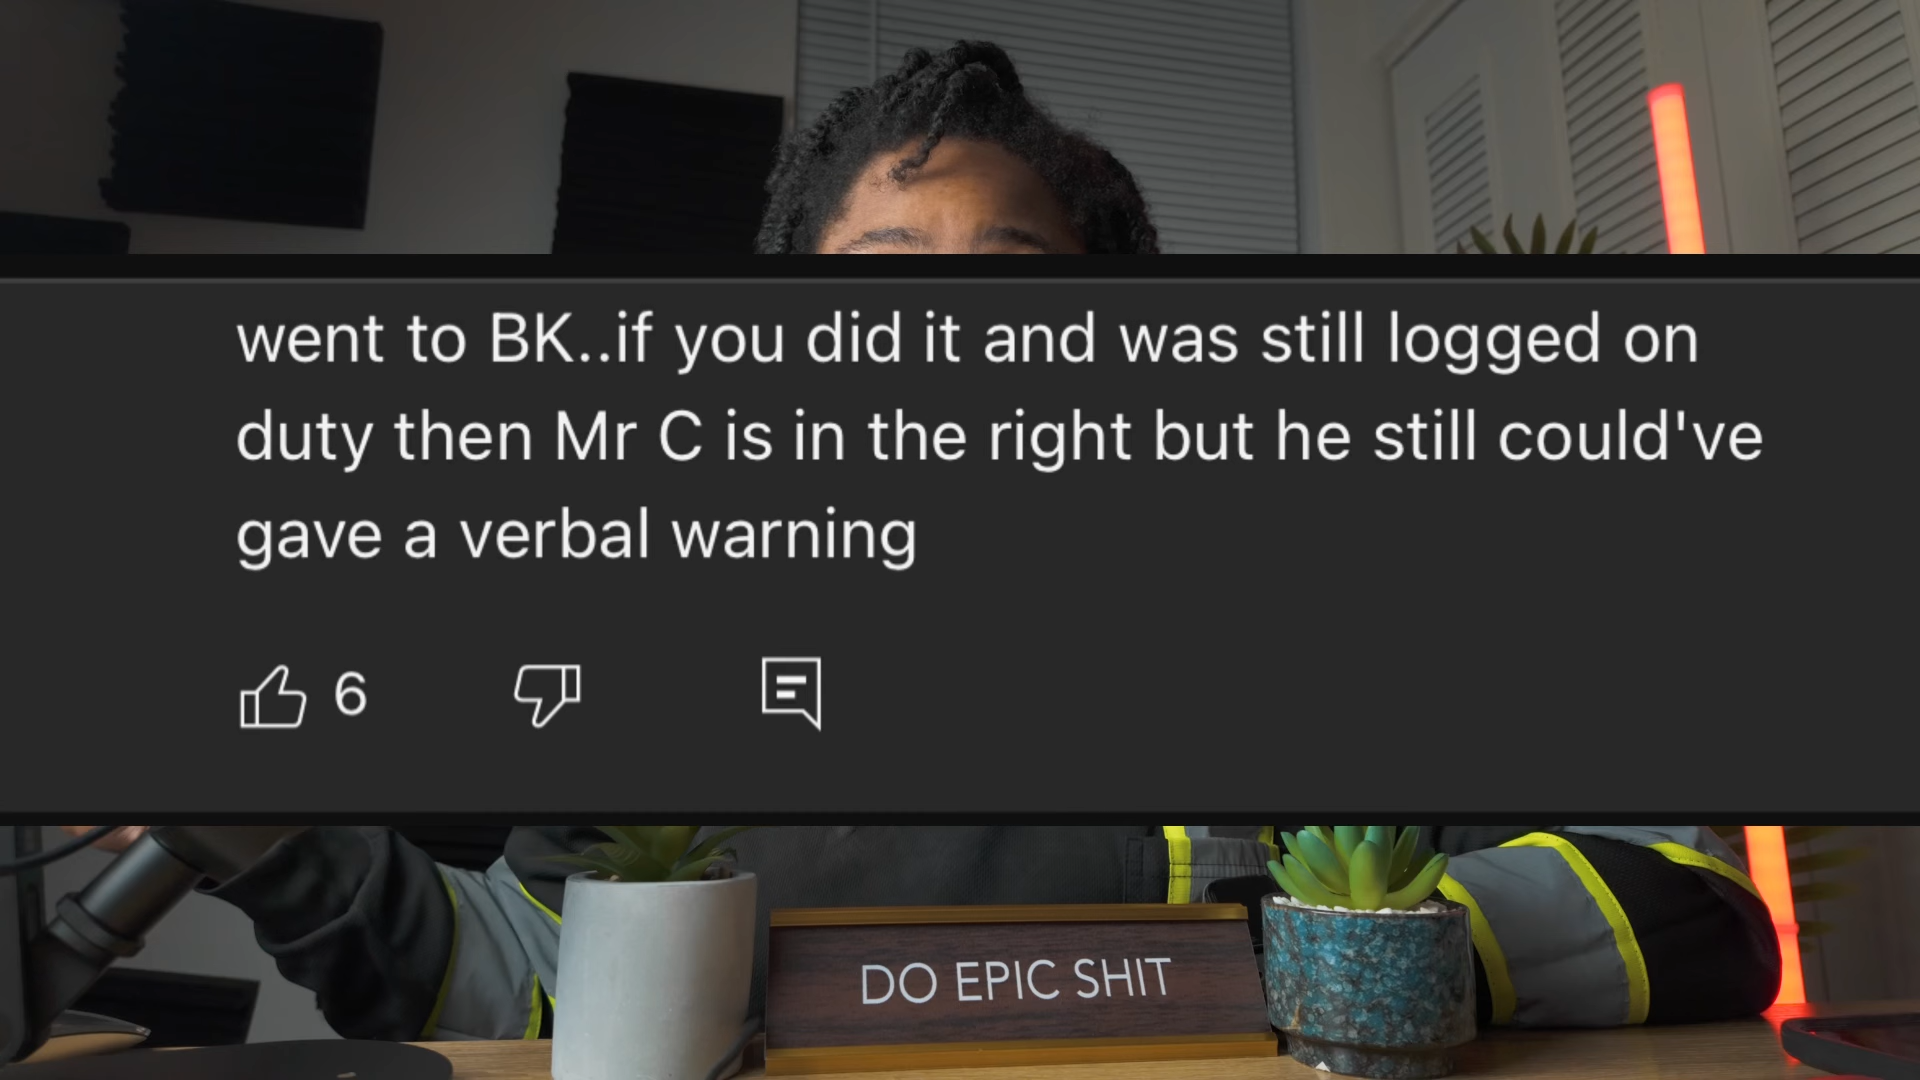 went to BK..if you did it and was still logged on
duty then Mr C is in the right but he still could've
gave a verbal warning
6
DO EPIC SHIT